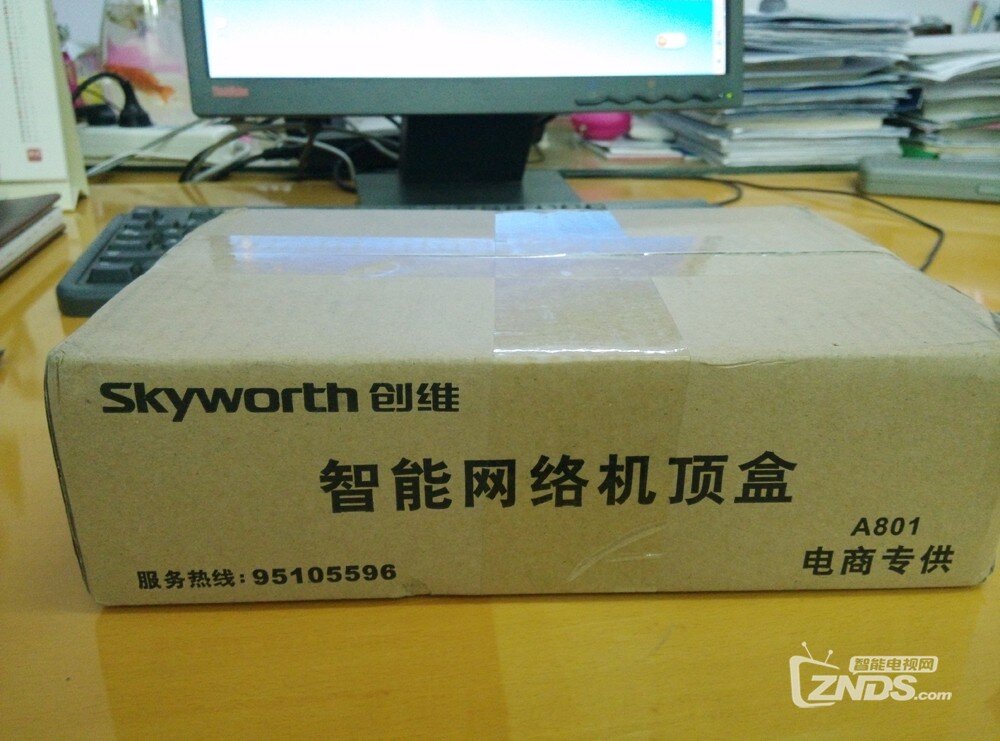 Skyworth 创维
智能网络机顶盒
A801
电商专供
服务热线:95105596
智能电视网
ZNDS.com